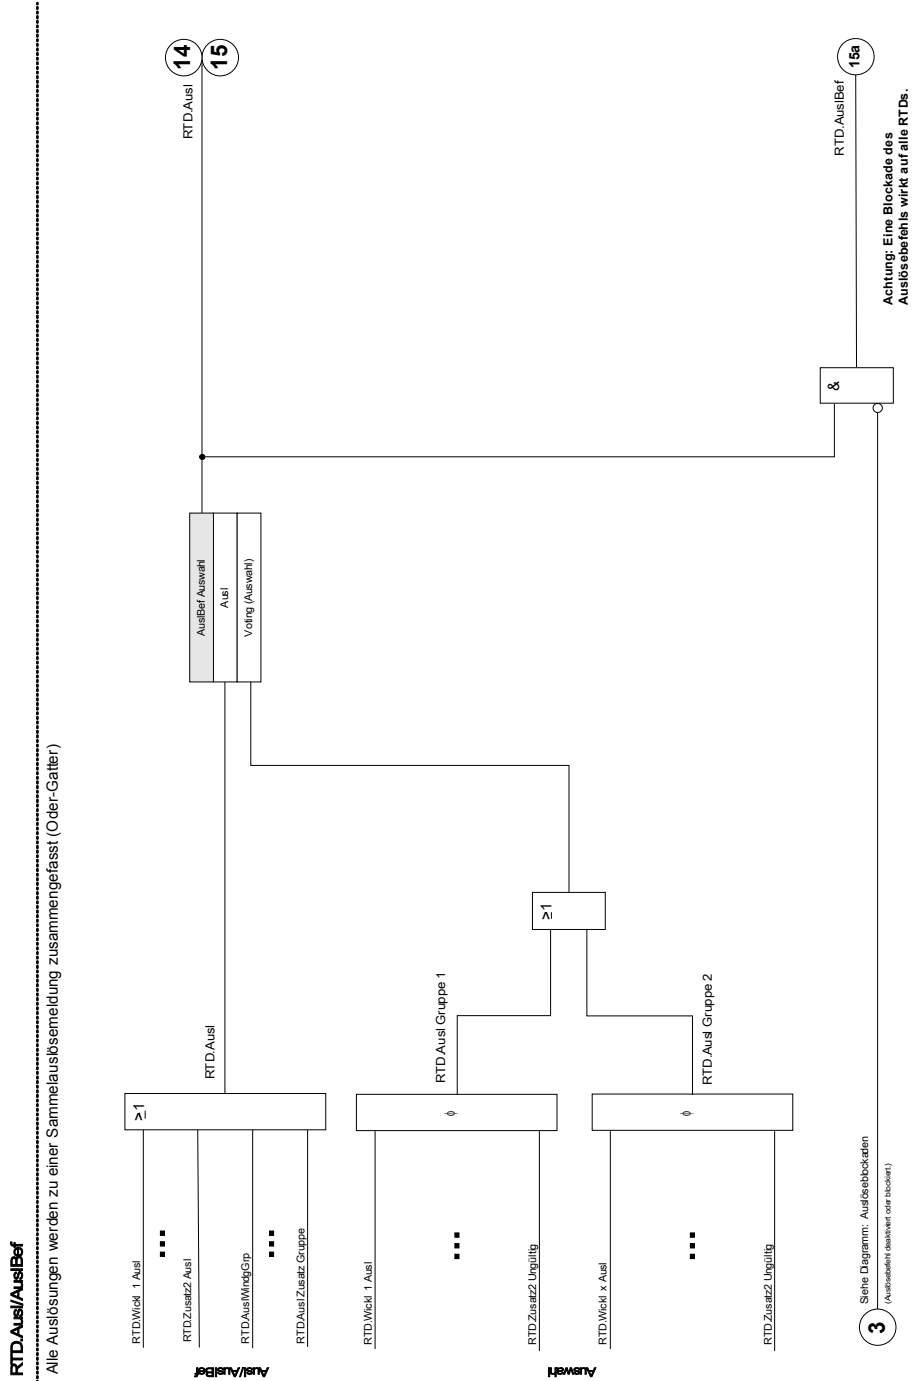 RTD.Ausl/AuslBef
Alle Auslösungen werden zu einer Sammelauslösemeldung zusammengefasst (Oder-Gatter)
Ausl/AuslBef
RTD.Wickl 1 Ausl
...
RTD.Zusatz2 Ausl
RTD.AuslWindgGrp
...
RTD.Ausl Zusatz Gruppe
≥1
RTD.Ausl
AuslBef Auswahl
Ausl
Voting (Auswahl)
RTD.Ausl
14
15
Auswahl
RTD.Wickl 1 Ausl
...
RTD.Zusatz2 Ungültig
φ
RTD.Ausl Gruppe 1
RTD.Wickl x Ausl
...
RTD.Zusatz2 Ungültig
φ
RTD.Ausl Gruppe 2
≥1
&
RTD.AuslBef
15a
3
Siehe Diagramm: Auslöseblockaden
(Auslösebefehl deaktiviert oder blockiert.)
Achtung: Eine Blockade des
Auslösebefehls wirkt auf alle RTDs.